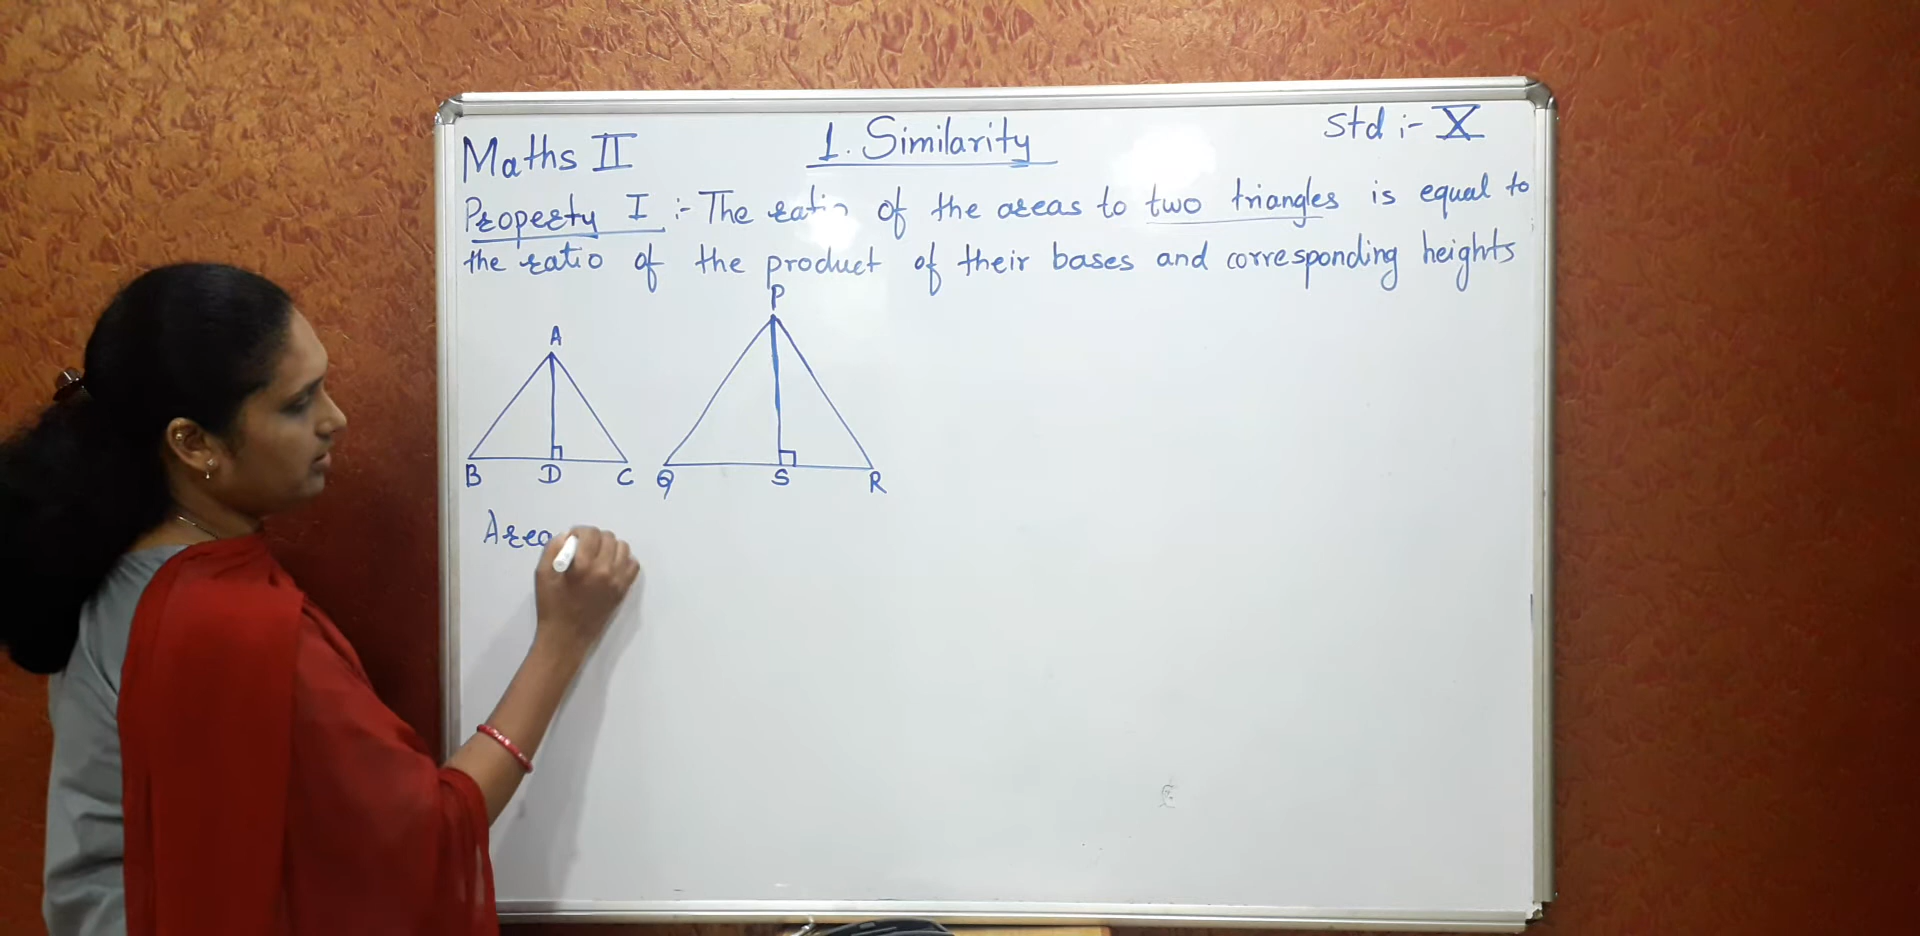 Maths II 1. Similarity Std :- X
Property I :- The ratio of the areas to two triangles is equal to
the ratio of the product of their bases and corresponding heights
P
A
B D C Q S R
Area